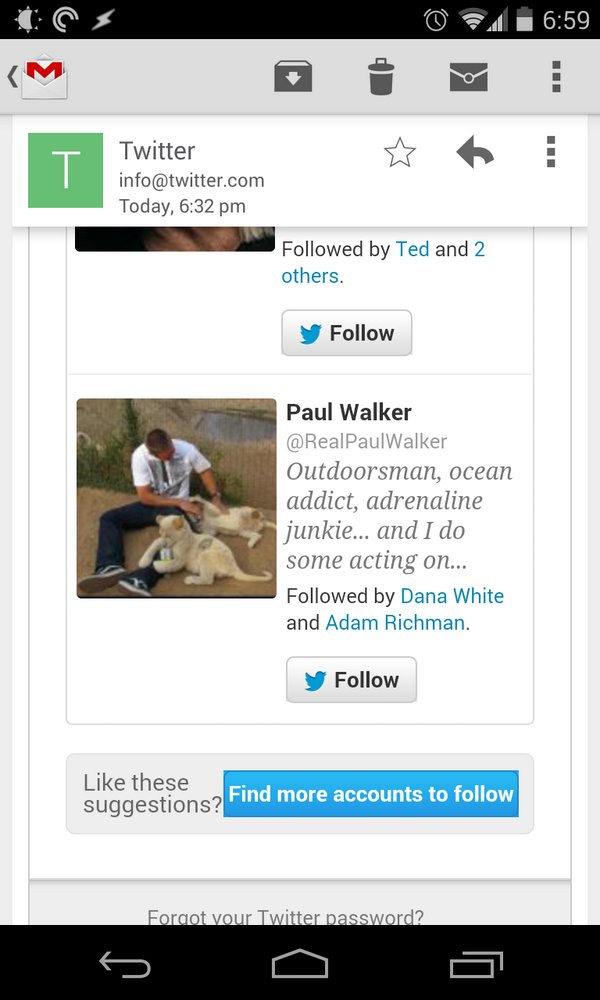 6:59
T
Twitter
info@twitter.com
Today, 6:32 pm
Followed by Ted and 2
others.
Follow
Paul Walker
@RealPaulWalker
Outdoorsman, ocean
addict, adrenaline
junkie... and I do
some acting on...
Followed by Dana White
and Adam Richman.
Follow
Like these
suggestions?
Find more accounts to follow
Forgot your Twitter password?